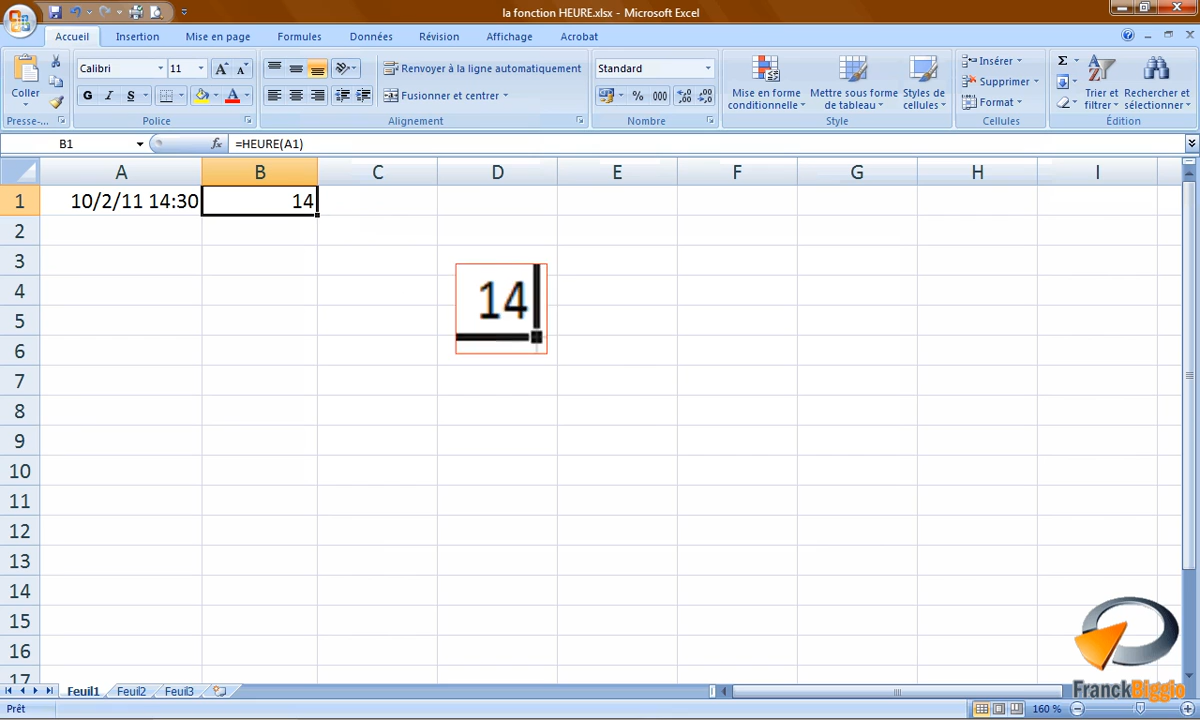 la fonction HEURE.xlsx - Microsoft Excel
Accueil Insertion Mise en page Formules Données Révision Affichage Acrobat
Coller
Presse-...
Calibri 11
G I S
Police
Renvoyer à la ligne automatiquement
Fusionner et centrer
Alignement
Standard
% 000
Nombre
Mise en forme conditionnelle
Mettre sous forme de tableau
Styles de cellules
Style
Insérer
Supprimer
Format
Cellules
Σ
Trier et filtrer
Rechercher et sélectionner
Édition
B1 fx =HEURE(A1)
A B C D E F G H I
1 10/2/11 14:30 14
2
3
4
14
5
6
7
8
9
10
11
12
13
14
15
16
17
FranckBiggio
Feuil1 Feuil2 Feuil3
Prêt 160 %